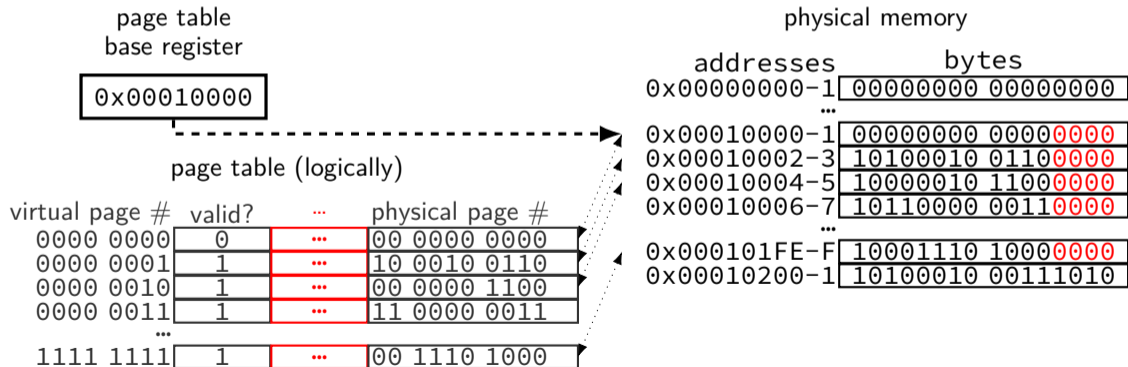 page table
base register
0x00010000
physical memory
addresses bytes
0x00000000-1 00000000 00000000
...
0x00010000-1 00000000 00000000
0x00010002-3 10100010 01100000
0x00010004-5 10000010 11000000
0x00010006-7 10110000 00110000
...
0x000101FE-F 10001110 10000000
0x00010200-1 10100010 00111010
page table (logically)
virtual page # valid? ... physical page #
0000 0000 0 ... 00 0000 0000
0000 0001 1 ... 10 0010 0110
0000 0010 1 ... 00 0000 1100
0000 0011 1 ... 11 0000 0011
...
1111 1111 1 ... 00 1110 1000